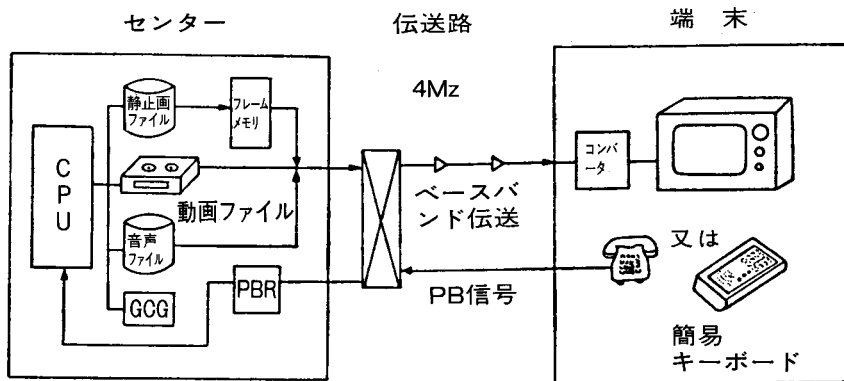 センター
伝送路
端末
静止画
ファイル
フレーム
メモリ
CPU
動画ファイル
音声
ファイル
GCG
PBR
4Mz
ベースバ
ンド伝送
PB信号
コンバ
ータ
又は
簡易
キーボード